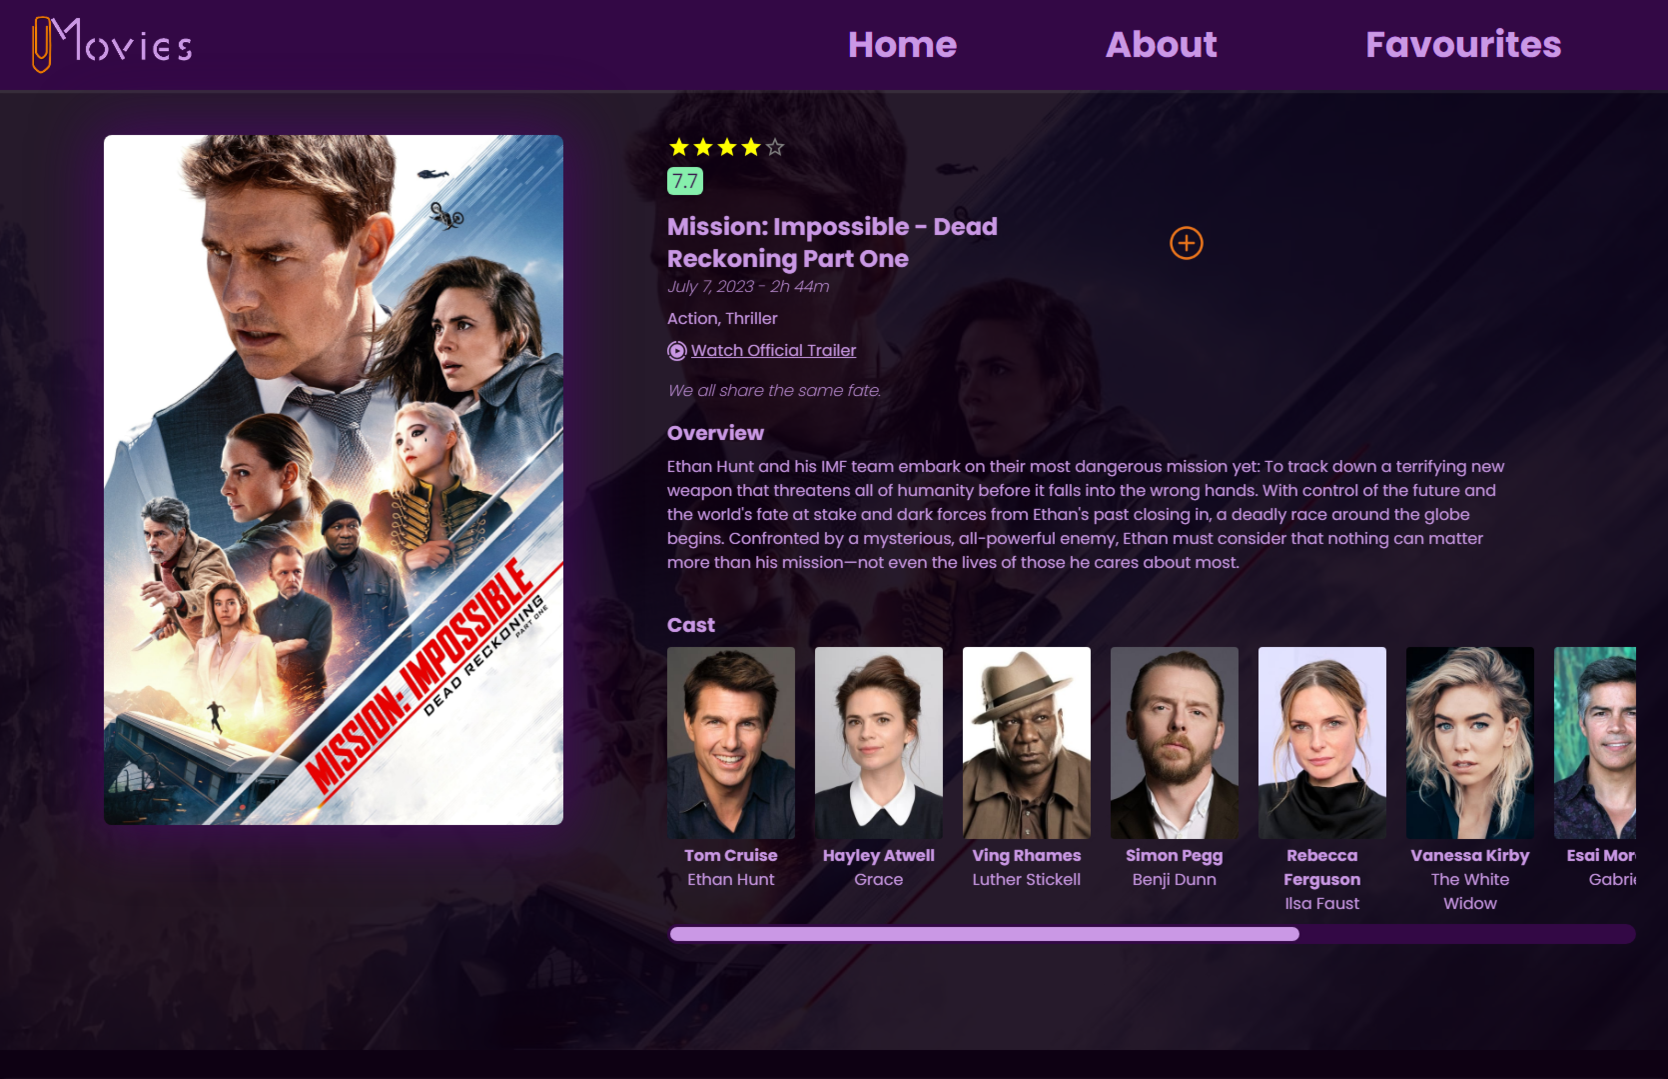 Movies
Home
About
Favourites
7.7
Mission: Impossible - Dead
Reckoning Part One
July 7, 2023 - 2h 44m
Action, Thriller
Watch Official Trailer
We all share the same fate.
Overview
Ethan Hunt and his IMF team embark on their most dangerous mission yet: To track down a terrifying new
weapon that threatens all of humanity before it falls into the wrong hands. With control of the future and
the world's fate at stake and dark forces from Ethan's past closing in, a deadly race around the globe
begins. Confronted by a mysterious, all-powerful enemy, Ethan must consider that nothing can matter
more than his mission—not even the lives of those he cares about most.
MISSION: IMPOSSIBLE
DEAD RECKONING
PART ONE
Cast
Tom Cruise
Ethan Hunt
Hayley Atwell
Grace
Ving Rhames
Luther Stickell
Simon Pegg
Benji Dunn
Rebecca
Ferguson
Ilsa Faust
Vanessa Kirby
The White
Widow
Esai Mor
Gabrie